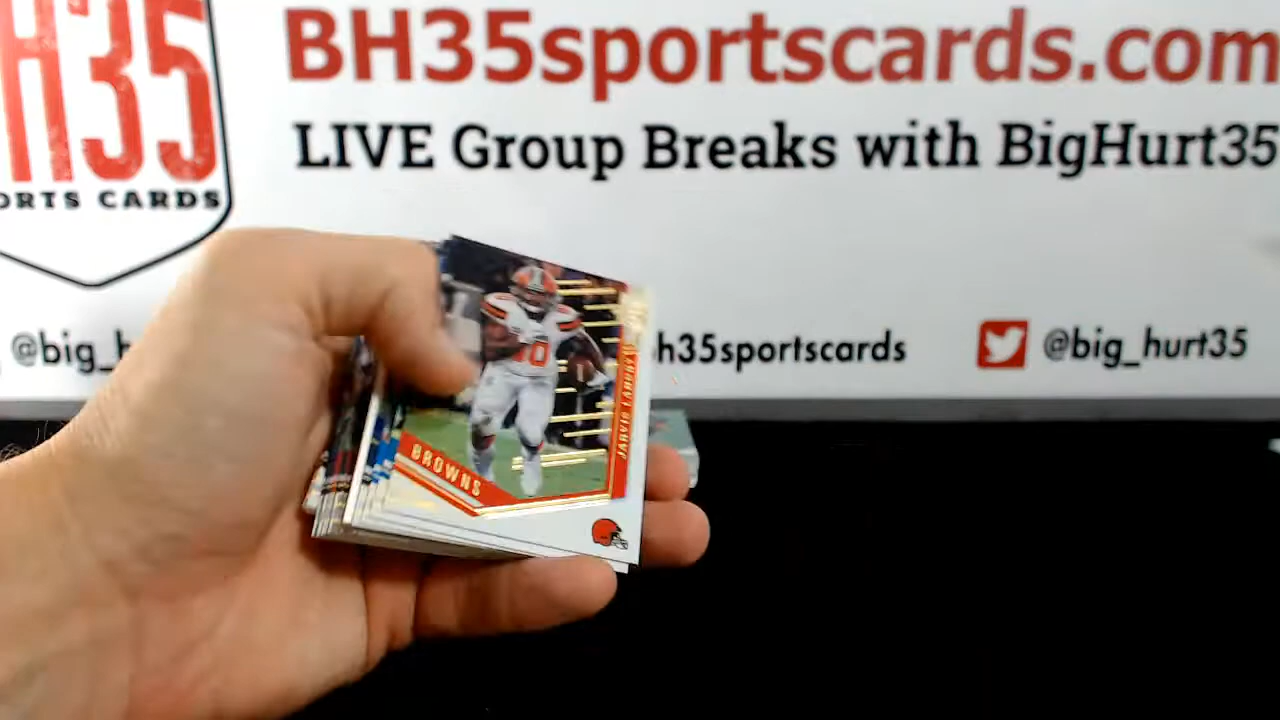 H35
ORTS CARDS
BH35sportscards.com
LIVE Group Breaks with BigHurt35
@big_h
h35sportscards
@big_hurt35
JARVIS LANDRY
BROWNS